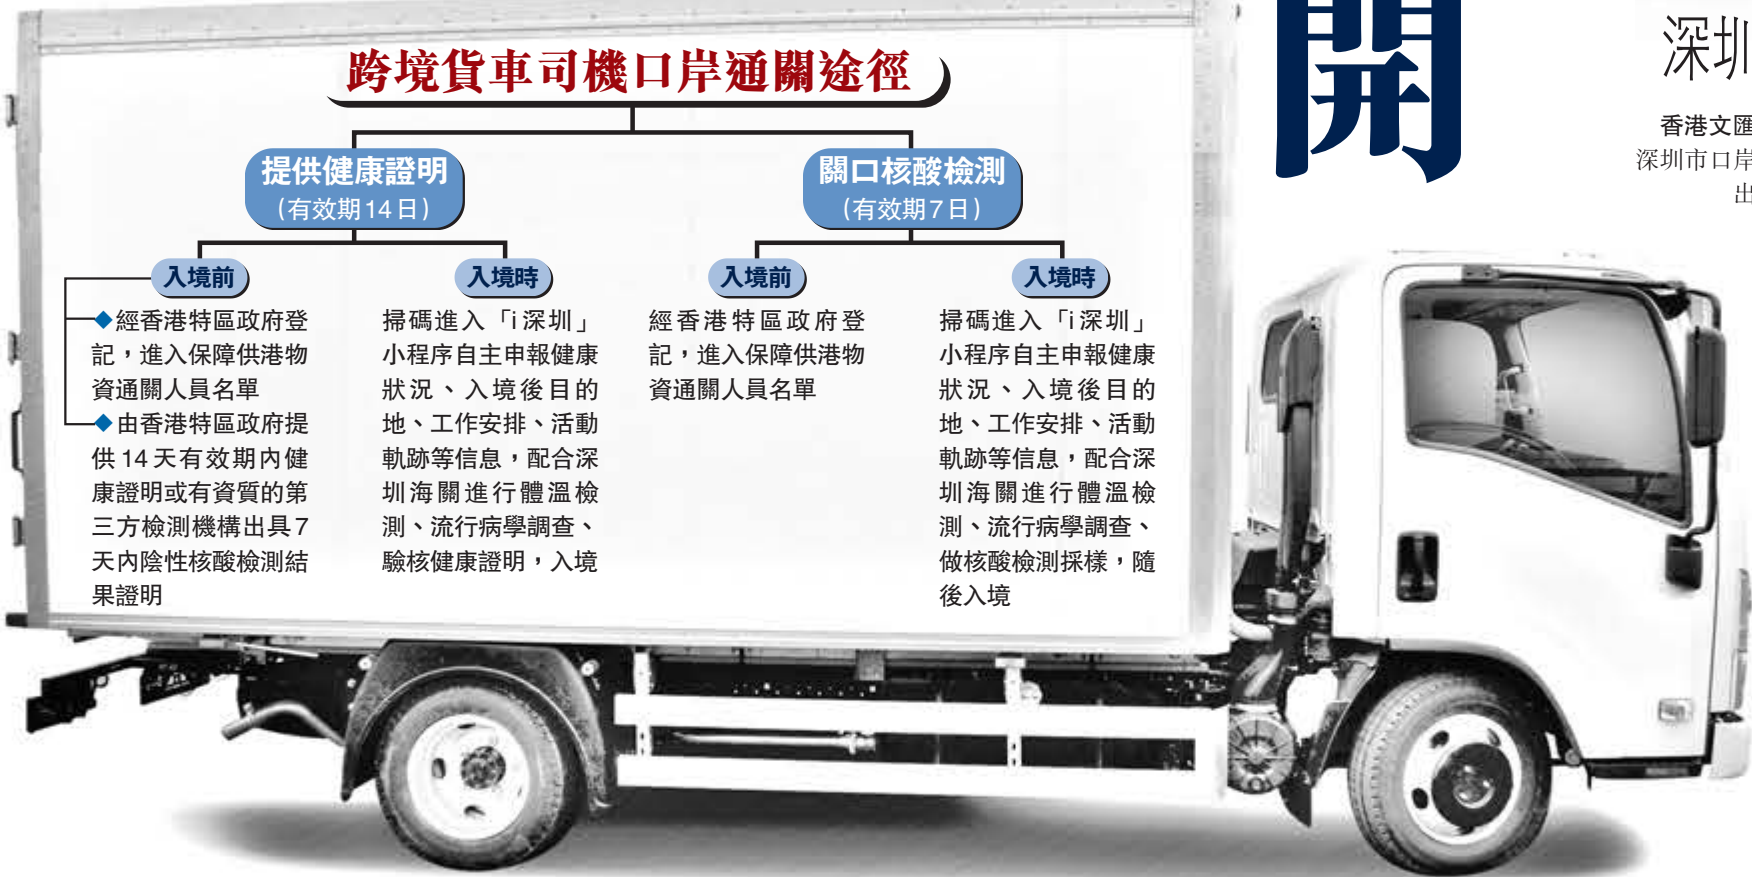 跨境貨車司機口岸通關途徑
提供健康證明
（有效期14日）
入境前
◆經香港特區政府登
記，進入保障供港物
資通關人員名單
◆由香港特區政府提
供14天有效期內健
康證明或有資質的第
三方檢測機構出具7
天內陰性核酸檢測結
果證明
入境時
掃碼進入「i深圳」
小程序自主申報健康
狀況、入境後目的
地、工作安排、活動
軌跡等信息，配合深
圳海關進行體溫檢
測、流行病學調查、
驗核健康證明，入境
關口核酸檢測
（有效期7日）
入境前
經香港特區政府登
記，進入保障供港物
資通關人員名單
入境時
掃碼進入「i深圳」
小程序自主申報健康
狀況、入境後目的
地、工作安排、活動
軌跡等信息，配合深
圳海關進行體溫檢
測、流行病學調查、
做核酸檢測採樣，隨
後入境
開
深圳
香港文匯
深圳市口岸
出